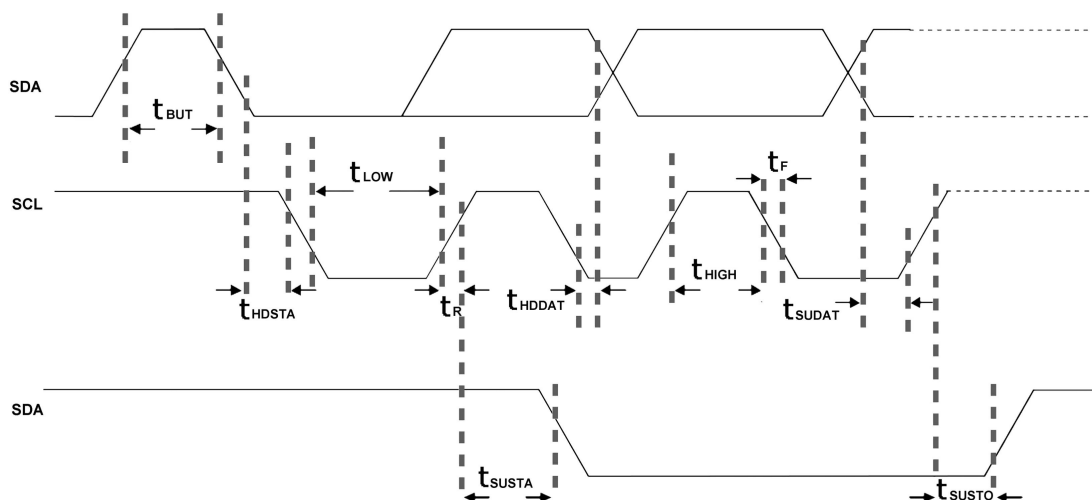 SDA
tBUT
tLOW
tF
SCL
tHDSTA
tR
tHDDAT
tHIGH
tSUDAT
SDA
tSUSTA
tSUSTO